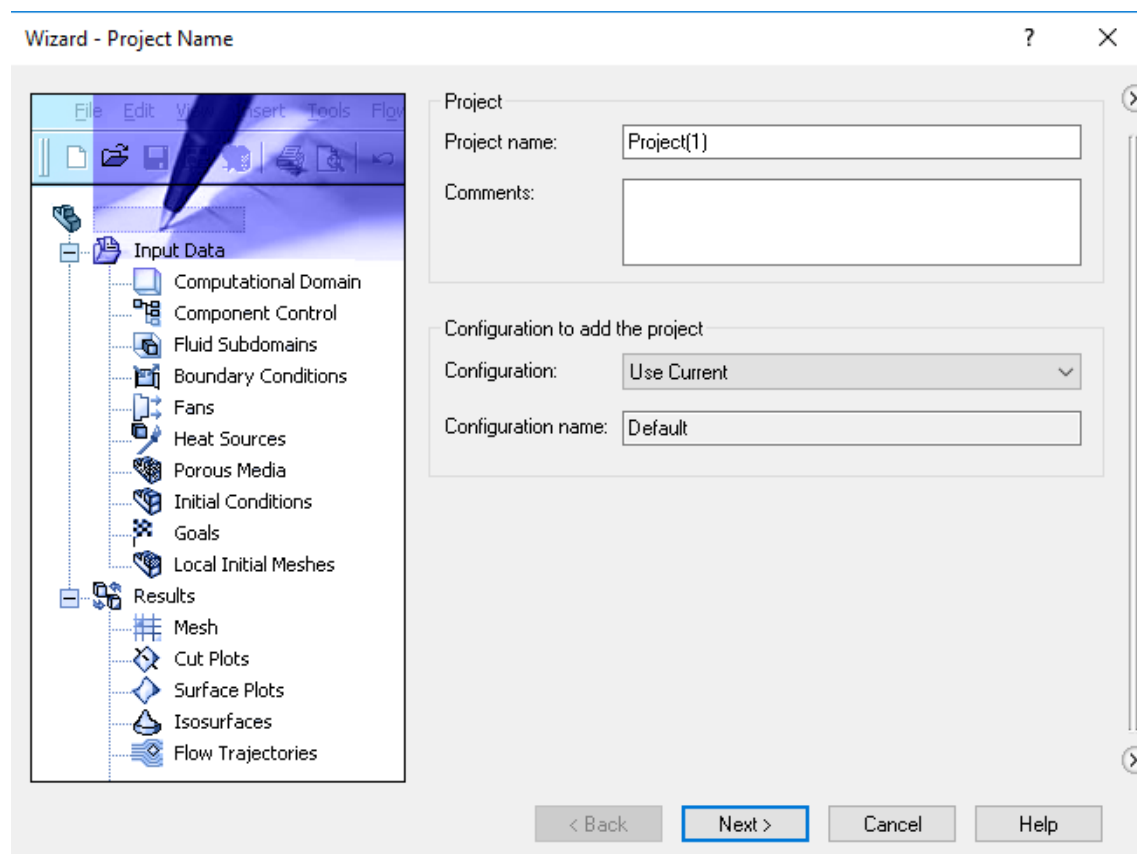 Wizard - Project Name
?
File Edit View Insert Tools Flow
Input Data
Computational Domain
Component Control
Fluid Subdomains
Boundary Conditions
Fans
Heat Sources
Porous Media
Initial Conditions
Goals
Local Initial Meshes
Results
Mesh
Cut Plots
Surface Plots
Isosurfaces
Flow Trajectories
Project
Project name: Project(1)
Comments:
Configuration to add the project
Configuration: Use Current
Configuration name: Default
< Back Next > Cancel Help